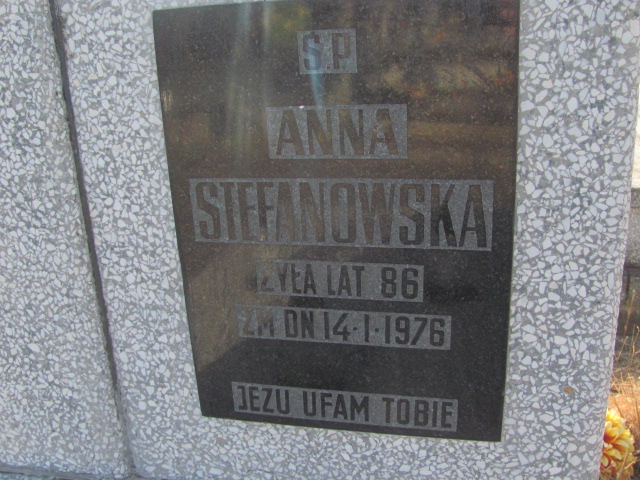 Ś.P
ANNA
STEFANOWSKA
ŻYŁA LAT 86
ZM DN 14·1·1976
JEZU UFAM TOBIE